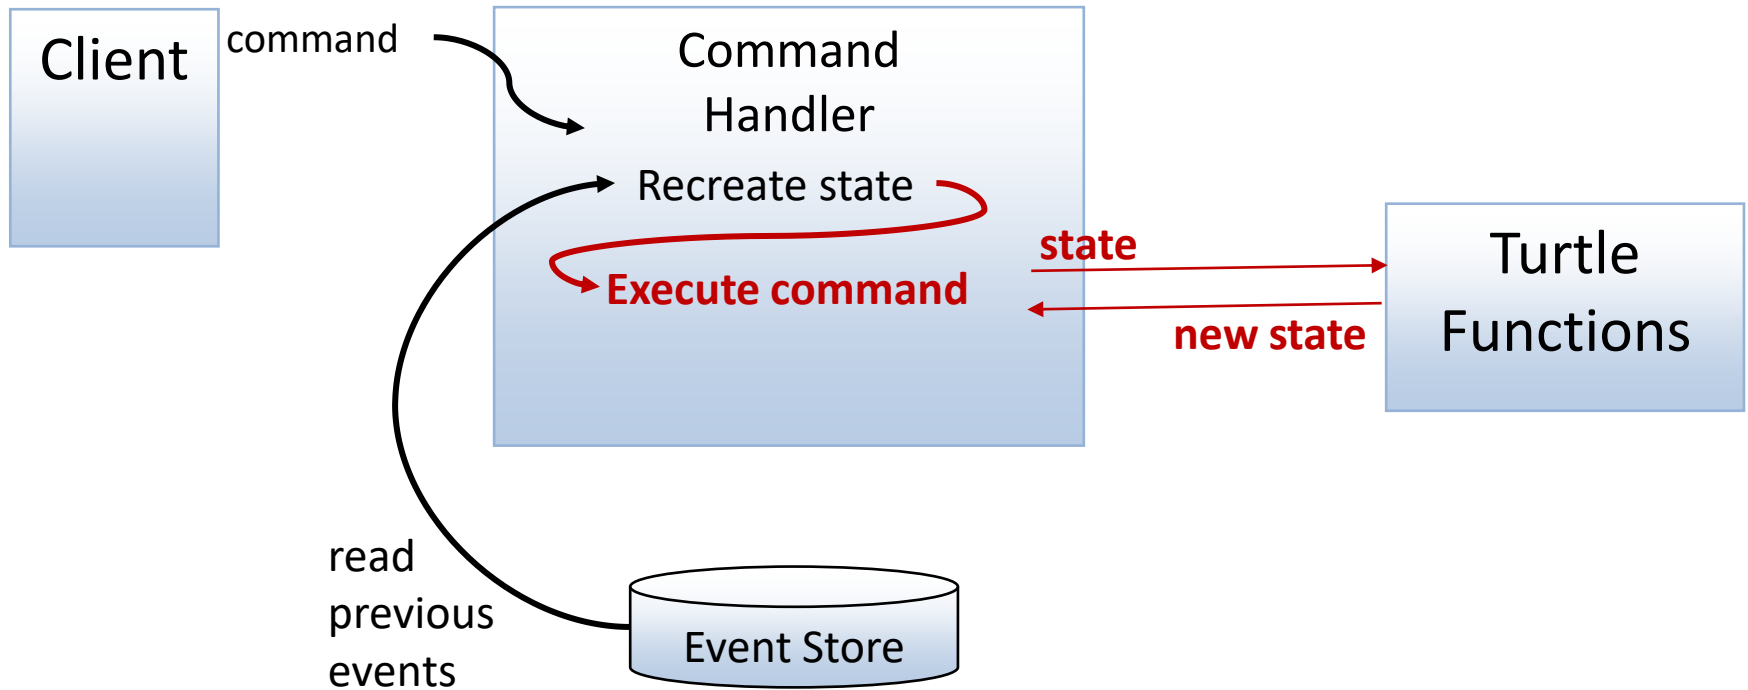 Client
command
Command
Handler
Recreate state
Execute command
state
new state
Turtle
Functions
read
previous
events
Event Store